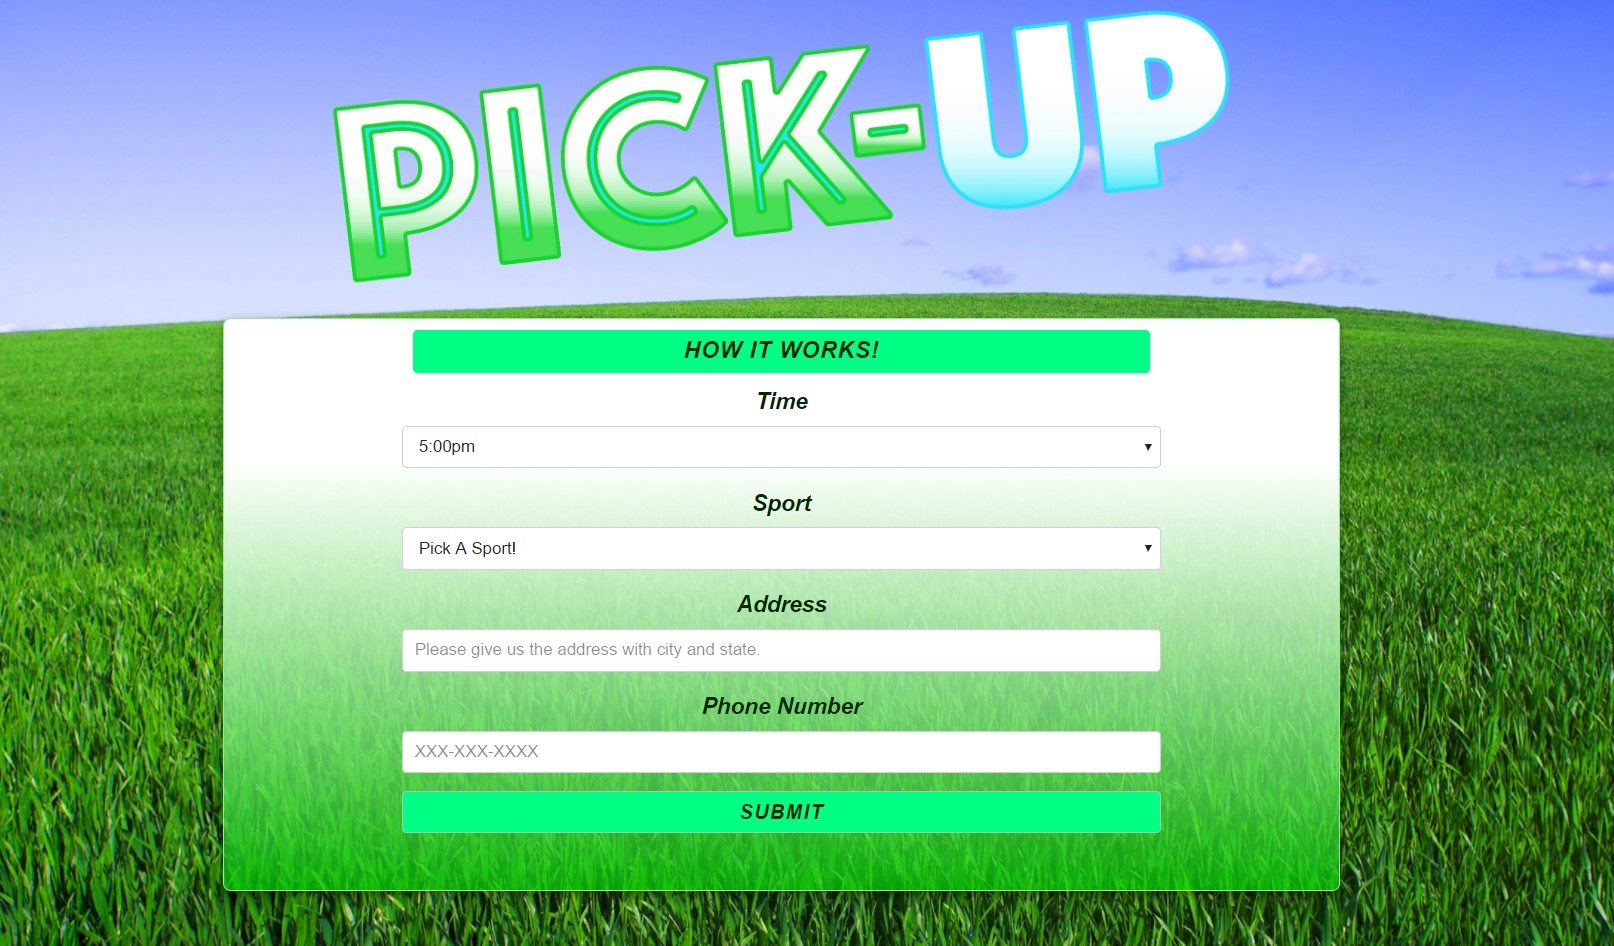 PICK-UP
HOW IT WORKS!
Time
5:00pm
Sport
Pick A Sport!
Address
Please give us the address with city and state.
Phone Number
XXX-XXX-XXXX
SUBMIT